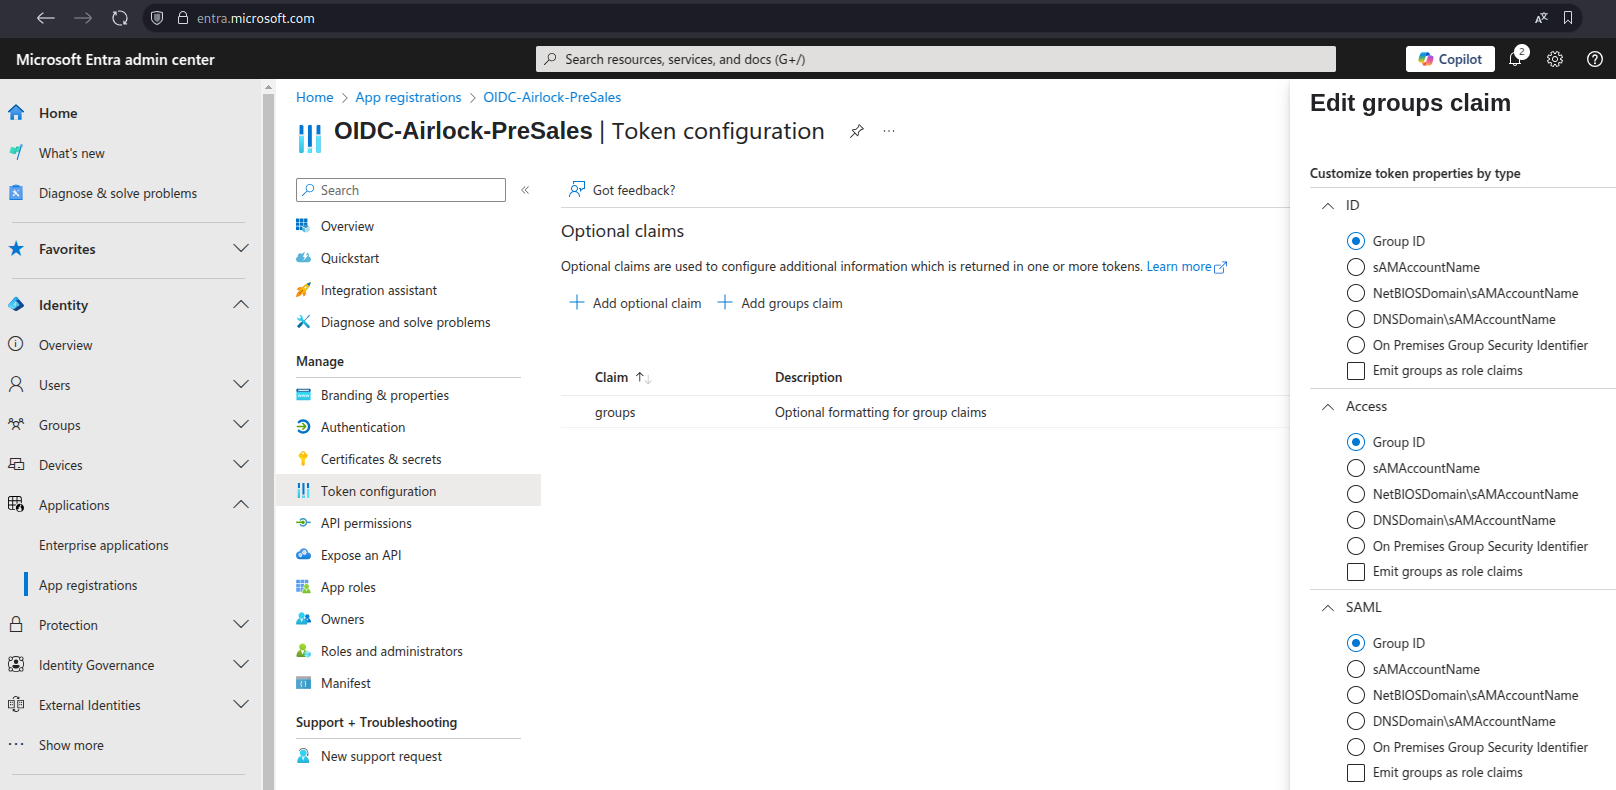 entra.microsoft.com
Microsoft Entra admin center
Search resources, services, and docs (G+/)
Copilot
2
Home
What's new
Diagnose & solve problems
Favorites
Identity
Overview
Users
Groups
Devices
Applications
Enterprise applications
App registrations
Protection
Identity Governance
External Identities
Show more
Home > App registrations > OIDC-Airlock-PreSales
OIDC-Airlock-PreSales | Token configuration
Search
Overview
Quickstart
Integration assistant
Diagnose and solve problems
Manage
Branding & properties
Authentication
Certificates & secrets
Token configuration
API permissions
Expose an API
App roles
Owners
Roles and administrators
Manifest
Support + Troubleshooting
New support request
Got feedback?
Optional claims
Optional claims are used to configure additional information which is returned in one or more tokens. Learn more
Add optional claim Add groups claim
Claim Description
groups Optional formatting for group claims
Edit groups claim
Customize token properties by type
ID
Group ID
sAMAccountName
NetBIOSDomain\sAMAccountName
DNSDomain\sAMAccountName
On Premises Group Security Identifier
Emit groups as role claims
Access
Group ID
sAMAccountName
NetBIOSDomain\sAMAccountName
DNSDomain\sAMAccountName
On Premises Group Security Identifier
Emit groups as role claims
SAML
Group ID
sAMAccountName
NetBIOSDomain\sAMAccountName
DNSDomain\sAMAccountName
On Premises Group Security Identifier
Emit groups as role claims